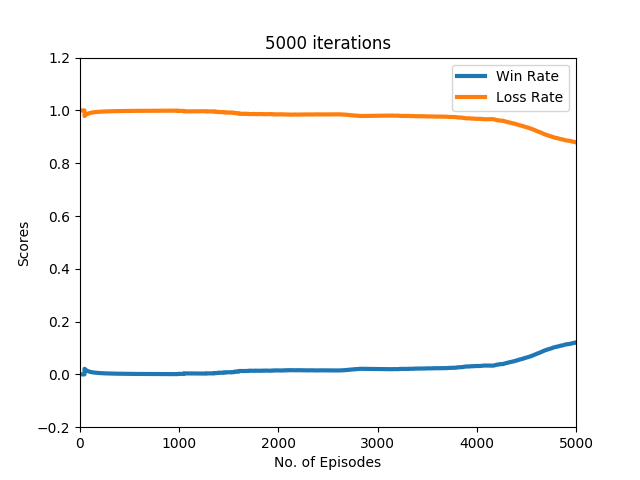 5000 iterations
1.2
1.0
0.8
0.6
0.4
0.2
0.0
−0.2
Scores
Win Rate
Loss Rate
0 1000 2000 3000 4000 5000
No. of Episodes